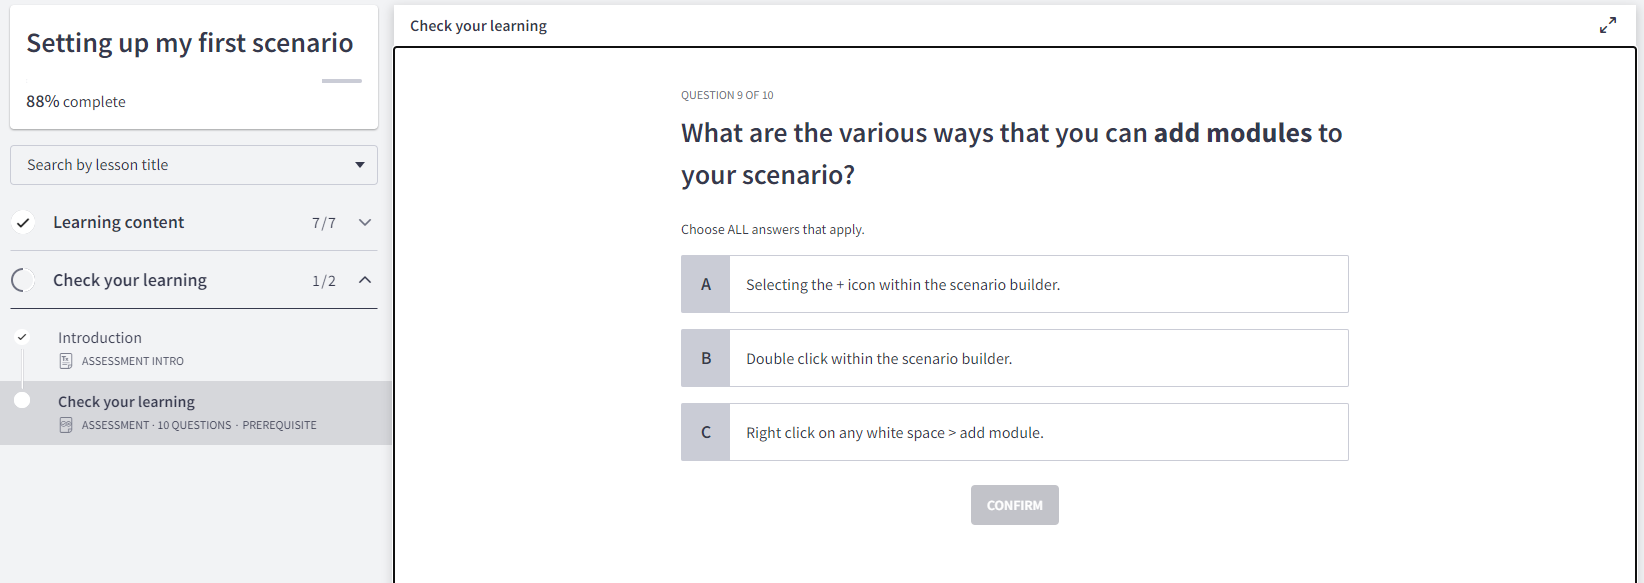 Setting up my first scenario
88% complete
Search by lesson title
Learning content 7/7
Check your learning 1/2
Introduction
ASSESSMENT INTRO
Check your learning
ASSESSMENT · 10 QUESTIONS · PREREQUISITE
Check your learning
QUESTION 9 OF 10
What are the various ways that you can add modules to
your scenario?
Choose ALL answers that apply.
A Selecting the + icon within the scenario builder.
B Double click within the scenario builder.
C Right click on any white space > add module.
CONFIRM